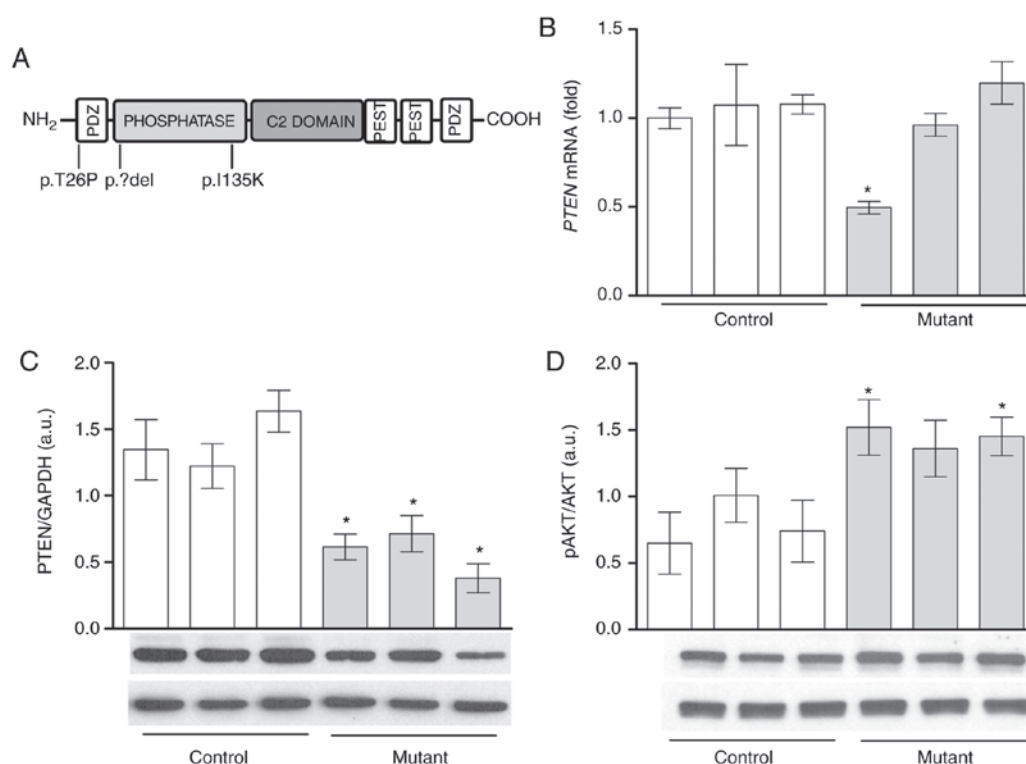 A
NH2
PDZ
PHOSPHATASE
C2 DOMAIN
PEST
PEST
PDZ
COOH
p.T26P
p.?del
p.I135K
B
PTEN mRNA (fold)
1.5
1.0
0.5
0.0
*
Control
Mutant
C
PTEN/GAPDH (a.u.)
2.0
1.5
1.0
0.5
0.0
*
*
*
Control
Mutant
D
pAKT/AKT (a.u.)
2.0
1.5
1.0
0.5
0.0
*
*
Control
Mutant